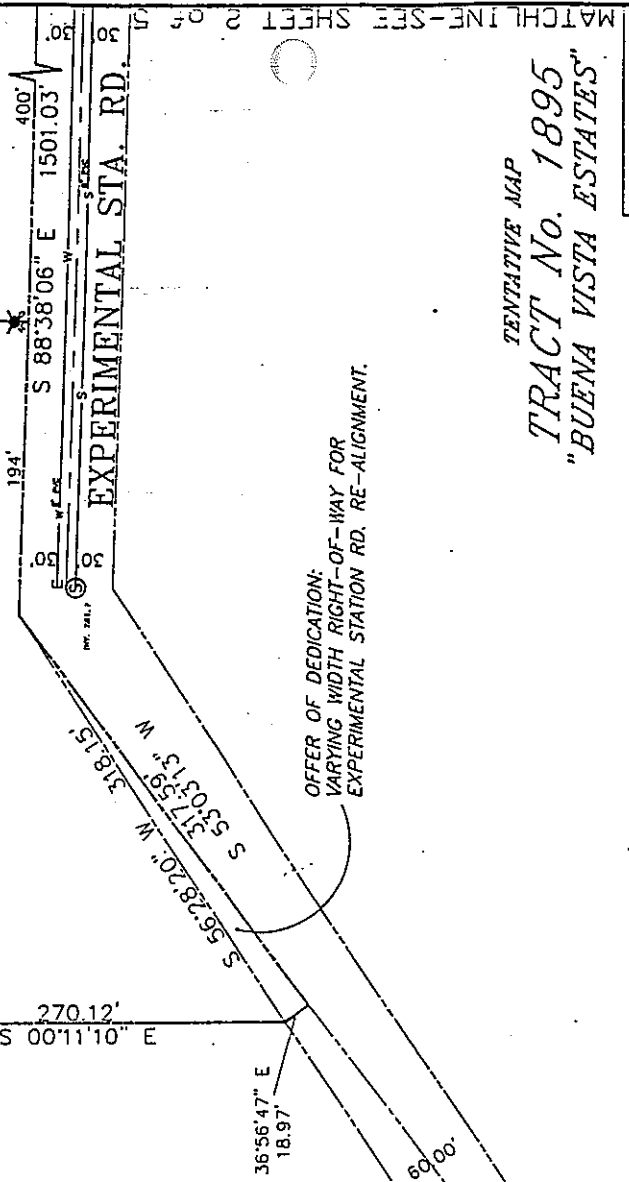 MATCHLINE-SEE SHEET 2 of 5
400'
194'
S 88°38'06" E 1501.03'
30'
30'
W
S
S
EXPERIMENTAL STA. RD.
30'
30'
S
318.15'
S 56°28'20" W
317.59'
S 53°03'13" W
270.12'
S 00°11'10" E
36°56'47" E
18.97'
60.00'
OFFER OF DEDICATION:
VARYING WIDTH RIGHT-OF-WAY FOR
EXPERIMENTAL STATION RD. RE-ALIGNMENT.
TENTATIVE MAP
TRACT No. 1895
"BUENA VISTA ESTATES"